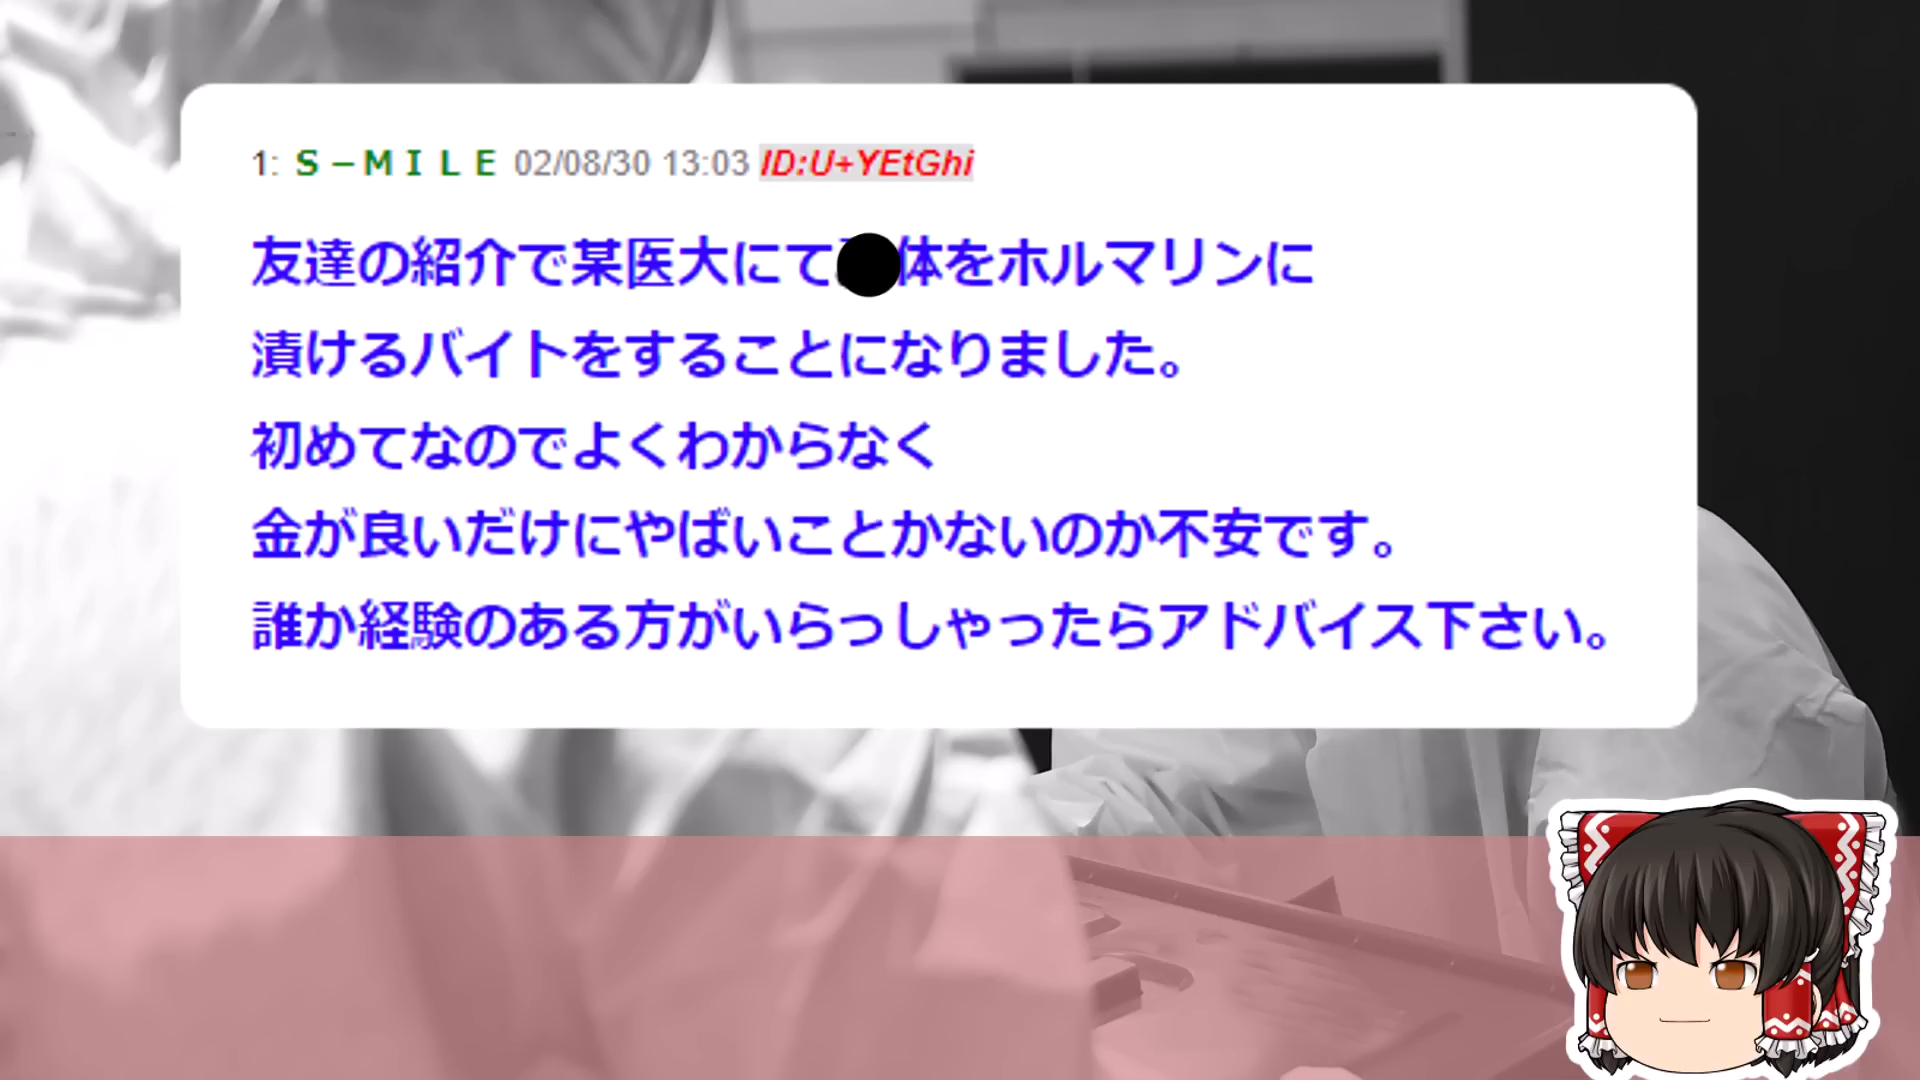 1: Ｓ－ＭＩＬＥ 02/08/30 13:03 ID:U+YEtGhi
友達の紹介で某医大にて●体をホルマリンに
漬けるバイトをすることになりました。
初めてなのでよくわからなく
金が良いだけにやばいことかないのか不安です。
誰か経験のある方がいらっしゃったらアドバイス下さい。